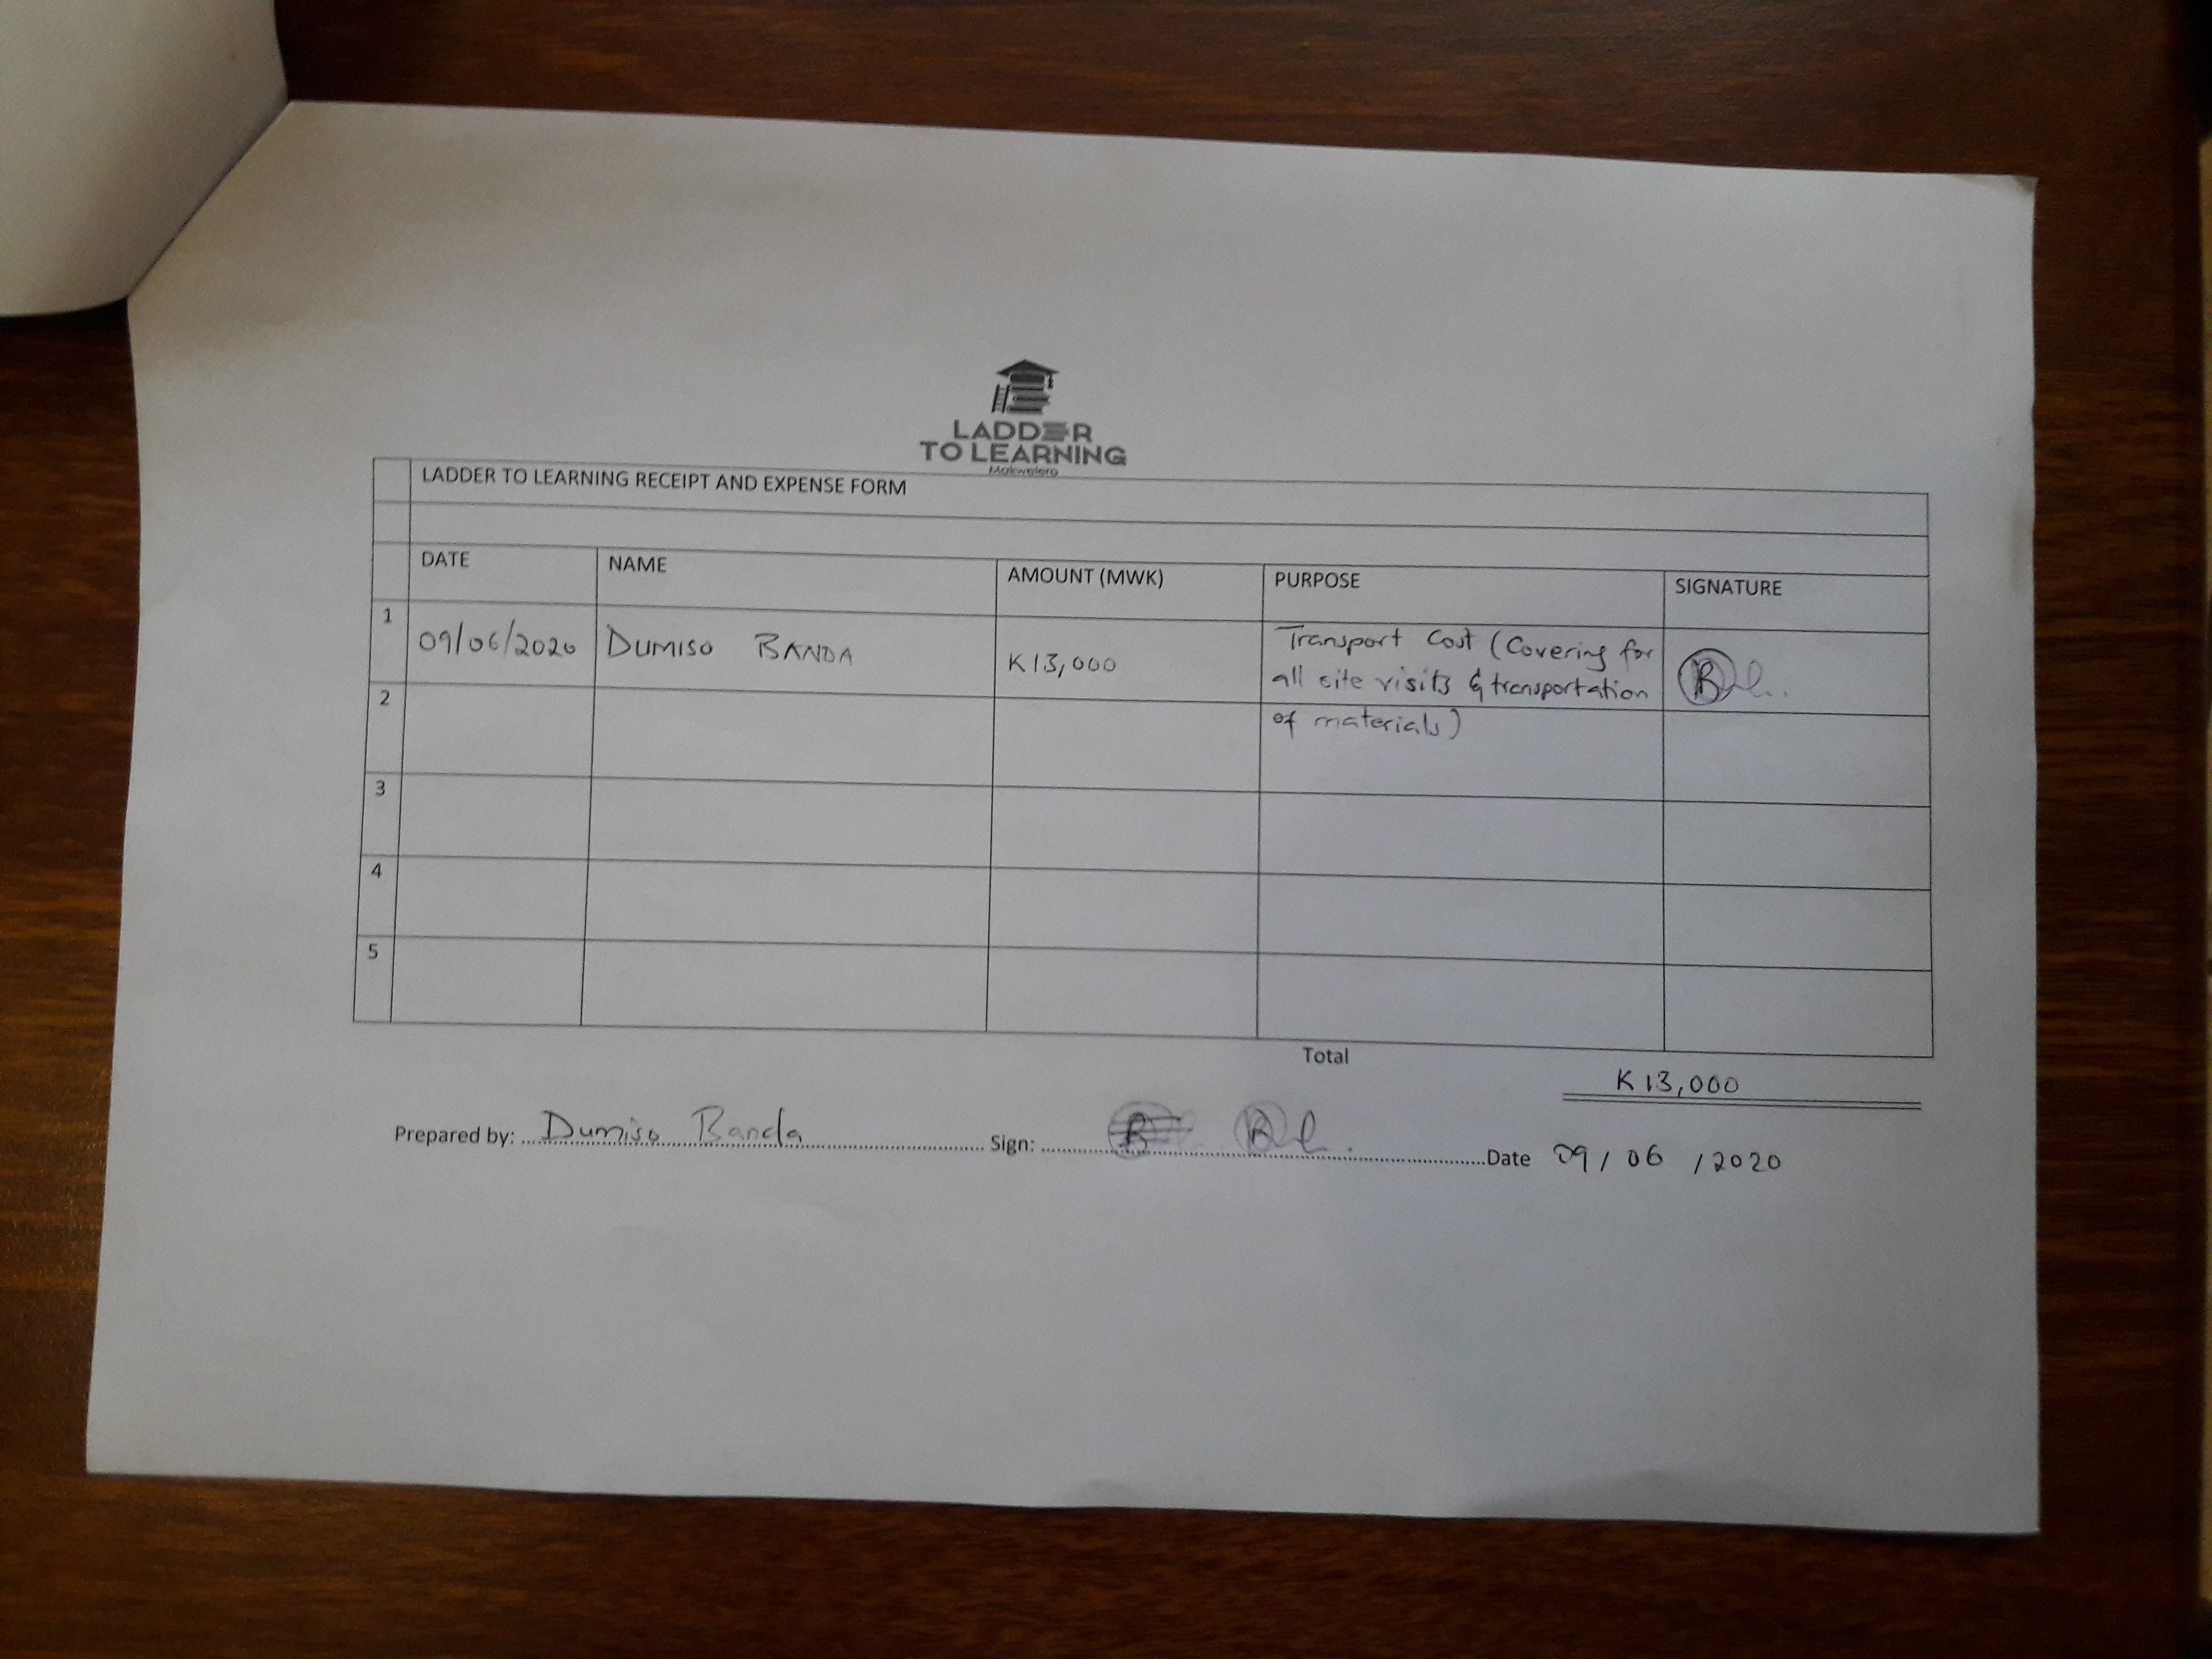 LADDER
TO LEARNING
Makwelero
LADDER TO LEARNING RECEIPT AND EXPENSE FORM
DATE NAME AMOUNT (MWK) PURPOSE SIGNATURE
1 09/06/2020 DUMISO BANDA K13,000 Transport Cost (Covering for
all site visits & transportation
of materials)
2
3
4
5
Total K13,000
Prepared by: Dumiso Banda Sign: Date 09/06/2020